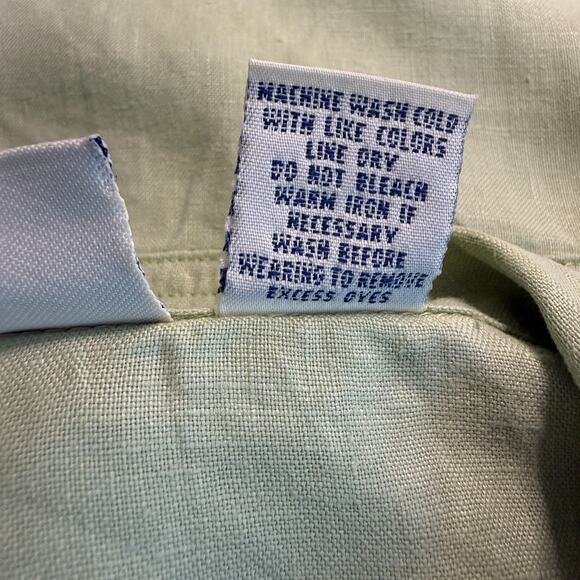 MACHINE WASH COLD
WITH LIKE COLORS
LINE DRY
DO NOT BLEACH
WARM IRON IF
NECESSARY
WASH BEFORE
WEARING TO REMOVE
EXCESS DYES